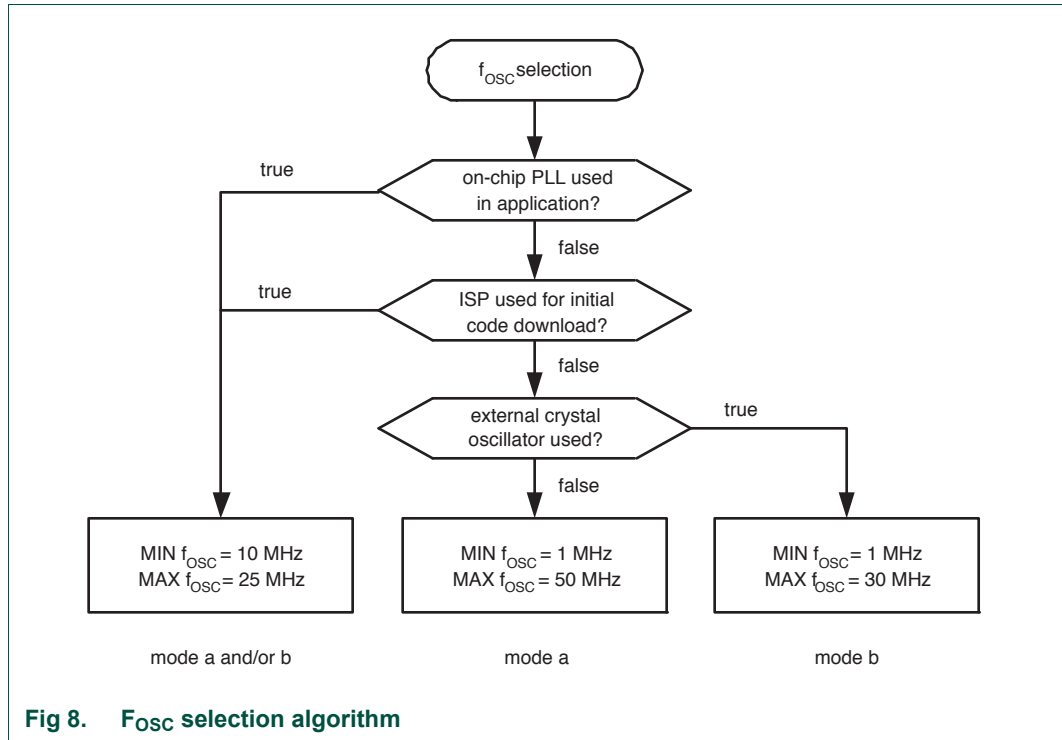 fOSC selection
true
on-chip PLL used
in application?
false
true
ISP used for initial
code download?
false
external crystal
oscillator used?
true
false
MIN fOSC = 10 MHz
MAX fOSC = 25 MHz
MIN fOSC = 1 MHz
MAX fOSC = 50 MHz
MIN fOSC = 1 MHz
MAX fOSC = 30 MHz
mode a and/or b
mode a
mode b
Fig 8. FOSC selection algorithm